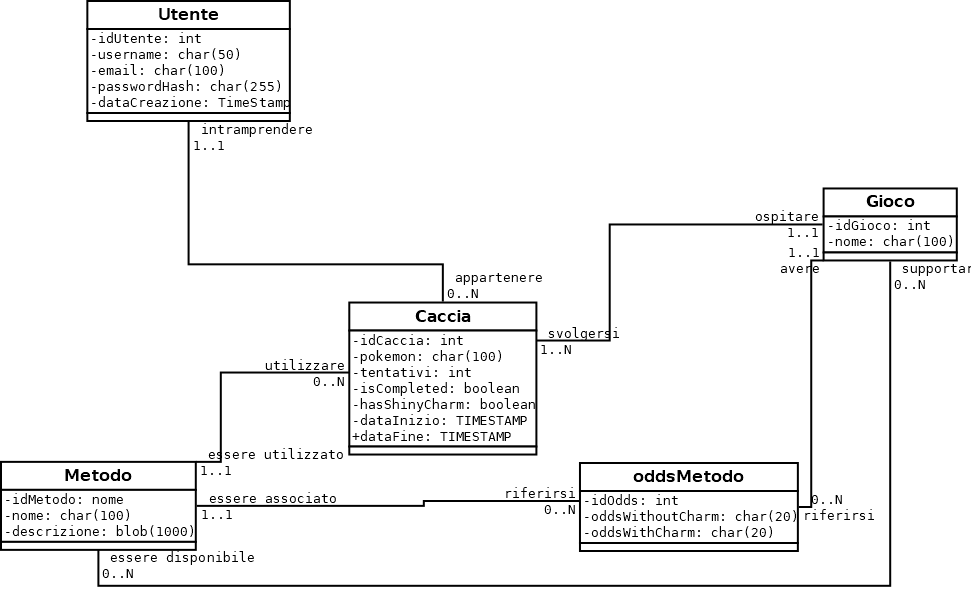 Utente
-idUtente: int
-username: char(50)
-email: char(100)
-passwordHash: char(255)
-dataCreazione: TimeStamp
intramprendere
1..1
Gioco
-idGioco: int
-nome: char(100)
ospitare
1..1
1..1
avere
supportar
0..N
appartenere
0..N
Caccia
-idCaccia: int
-pokemon: char(100)
-tentativi: int
-isCompleted: boolean
-hasShinyCharm: boolean
-dataInizio: TIMESTAMP
+dataFine: TIMESTAMP
svolgersi
1..N
utilizzare
0..N
essere utilizzato
1..1
Metodo
-idMetodo: nome
-nome: char(100)
-descrizione: blob(1000)
essere associato
1..1
riferirsi
0..N
oddsMetodo
-idOdds: int
-oddsWithoutCharm: char(20)
-oddsWithCharm: char(20)
0..N
riferirsi
essere disponibile
0..N